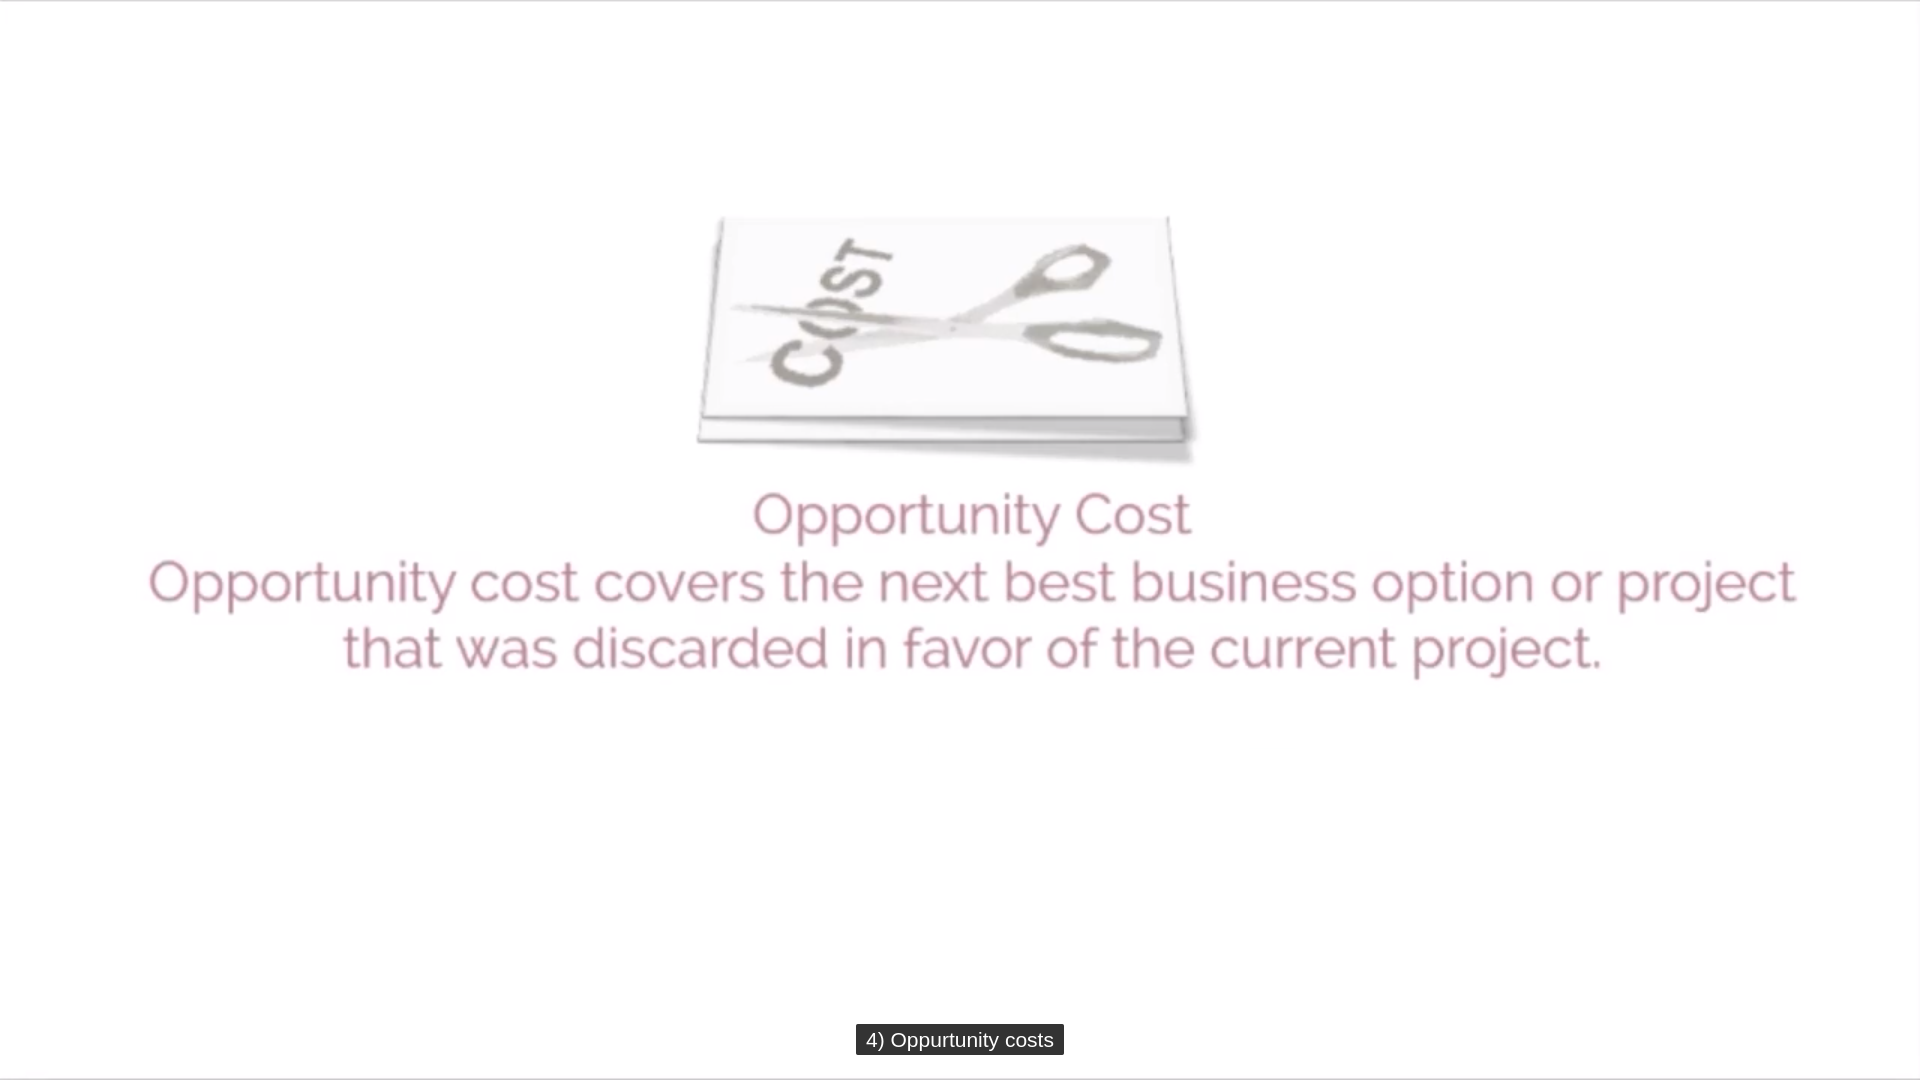 COST
Opportunity Cost
Opportunity cost covers the next best business option or project
that was discarded in favor of the current project.
4) Oppurtunity costs